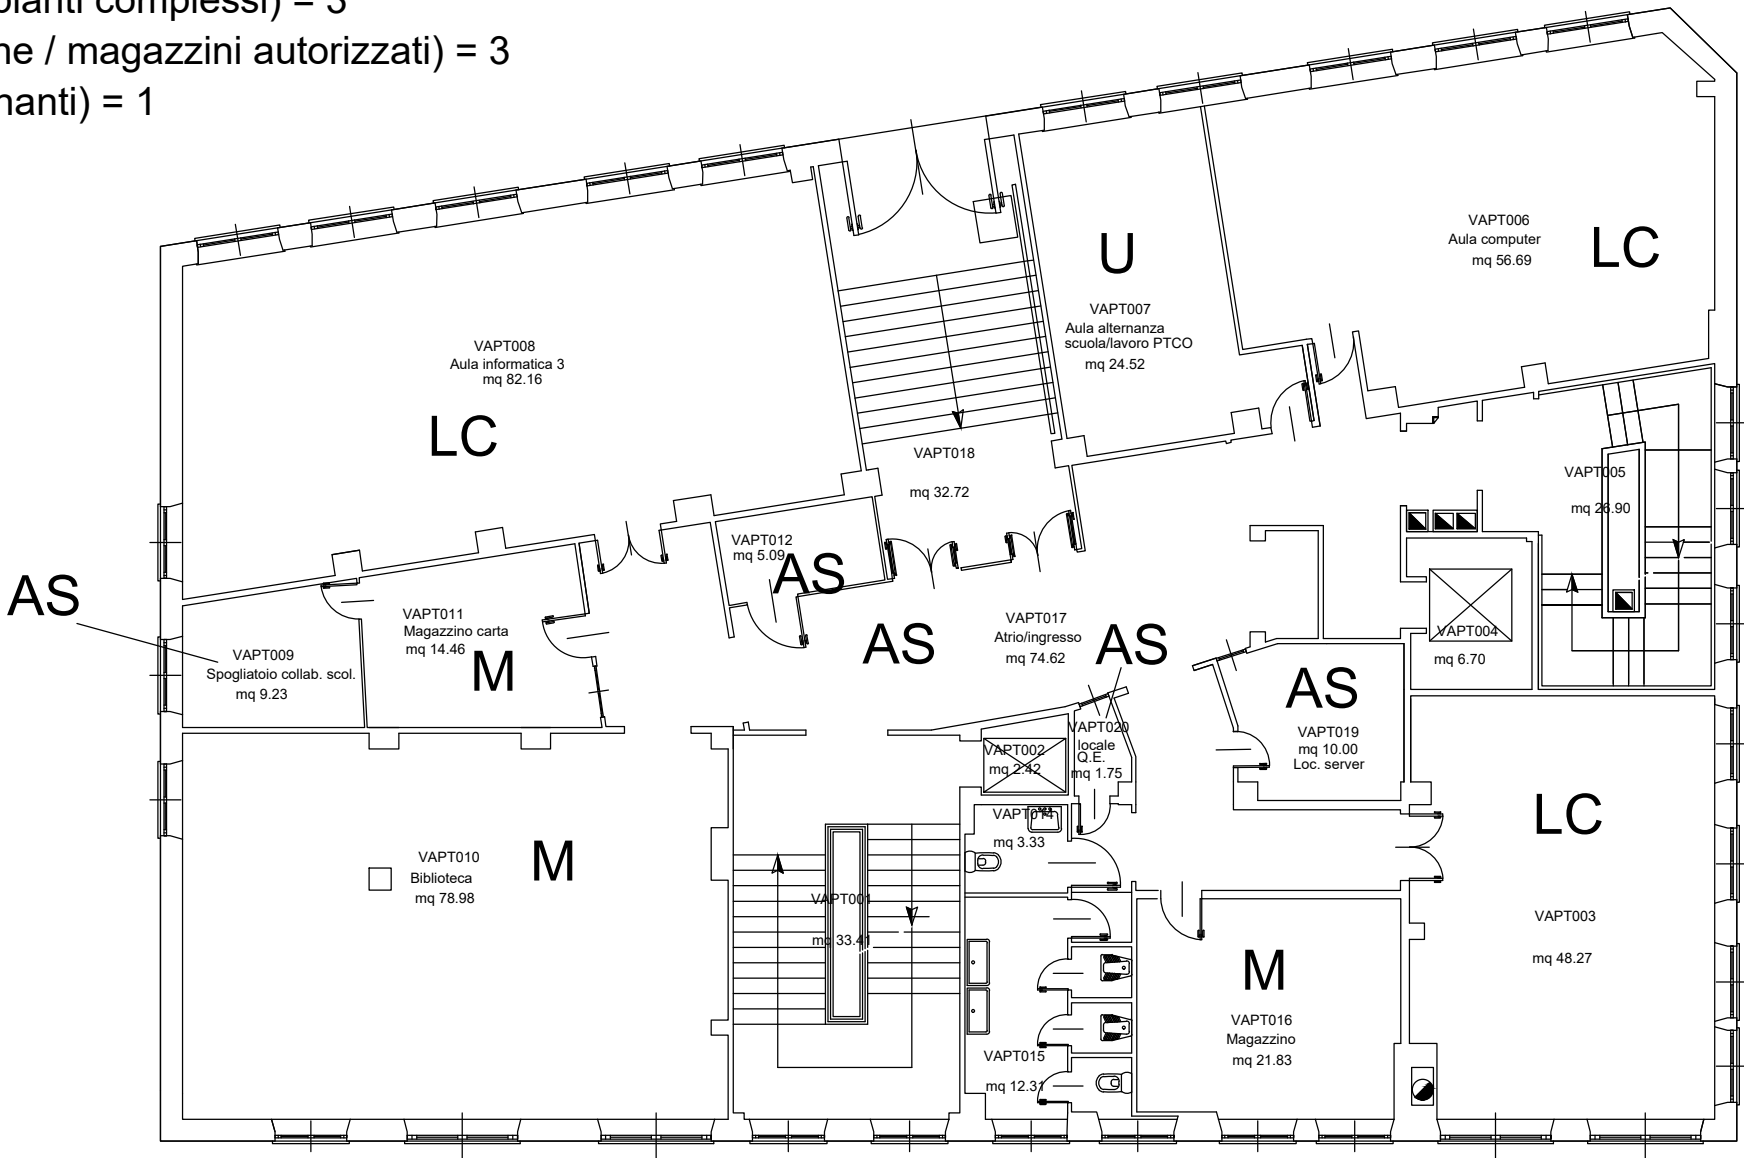 pianti complessi) = 3
ne / magazzini autorizzati) = 3
nanti) = 1
VAPT006
Aula computer
mq 56.69
LC
U
VAPT007
Aula alternanza
scuola/lavoro PTCO
mq 24.52
VAPT008
Aula informatica 3
mq 82.16
LC
VAPT018
mq 32.72
VAPT005
mq 26.90
VAPT012
mq 5.09
AS
AS
VAPT009
Spogliatoio collab. scol.
mq 9.23
VAPT011
Magazzino carta
mq 14.46
M
AS
VAPT017
Atrio/ingresso
mq 74.62
AS
AS
VAPT019
mq 10.00
Loc. server
VAPT004
mq 6.70
VAPT002
mq 2.42
VAPT020
locale
Q.E.
mq 1.75
VAPT014
mq 3.33
LC
VAPT003
mq 48.27
VAPT010
Biblioteca
mq 78.98
M
VAPT001
mq 33.41
M
VAPT016
Magazzino
mq 21.83
VAPT015
mq 12.31